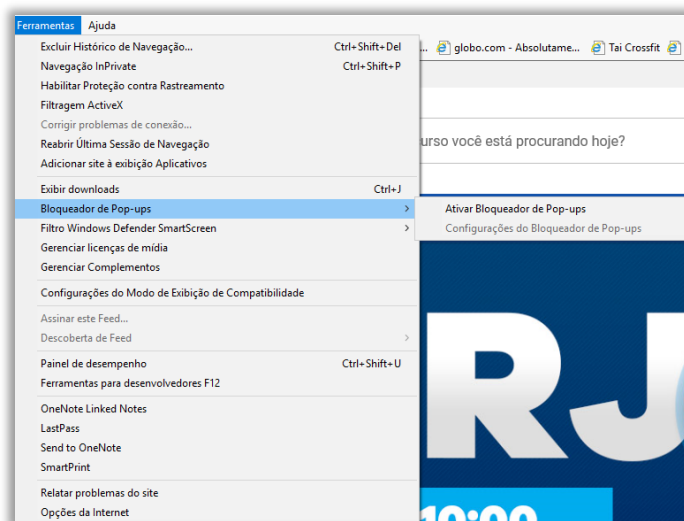 Ferramentas Ajuda
Excluir Histórico de Navegação... Ctrl+Shift+Del
... globo.com - Absolutame... Tai Crossfit
Navegação InPrivate Ctrl+Shift+P
Habilitar Proteção contra Rastreamento
Filtragem ActiveX
Corrigir problemas de conexão...
urso você está procurando hoje?
Reabrir Última Sessão de Navegação
Adicionar site à exibição Aplicativos
Exibir downloads Ctrl+J
Bloqueador de Pop-ups >
Ativar Bloqueador de Pop-ups
Filtro Windows Defender SmartScreen >
Configurações do Bloqueador de Pop-ups
Gerenciar licenças de mídia
Gerenciar Complementos
Configurações do Modo de Exibição de Compatibilidade
Assinar este Feed...
Descoberta de Feed >
Painel de desempenho Ctrl+Shift+U
Ferramentas para desenvolvedores F12
RJ
OneNote Linked Notes
LastPass
Send to OneNote
SmartPrint
Relatar problemas do site
Opções da Internet
19:00